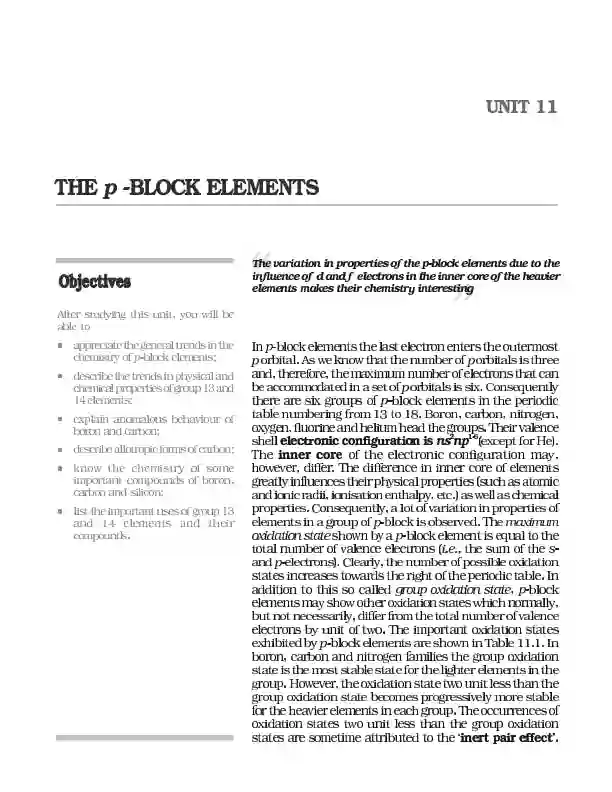 UNIT 11
THE p -BLOCK ELEMENTS
Objectives
After studying this unit, you will be
able to
• appreciate the general trends in the
chemistry of p-block elements;
• describe the trends in physical and
chemical properties of group 13 and
14 elements;
• explain anomalous behaviour of
boron and carbon;
• describe allotropic forms of carbon;
• know the chemistry of some
important compounds of boron,
carbon and silicon;
• list the important uses of group 13
and 14 elements and their
compounds.
“The variation in properties of the p-block elements due to the
influence of d and f electrons in the inner core of the heavier
elements makes their chemistry interesting”
In p-block elements the last electron enters the outermost
p orbital. As we know that the number of p orbitals is three
and, therefore, the maximum number of electrons that can
be accommodated in a set of p orbitals is six. Consequently
there are six groups of p–block elements in the periodic
table numbering from 13 to 18. Boron, carbon, nitrogen,
oxygen, fluorine and helium head the groups. Their valence
shell electronic configuration is ns²np¹⁻⁶(except for He).
The inner core of the electronic configuration may,
however, differ. The difference in inner core of elements
greatly influences their physical properties (such as atomic
and ionic radii, ionisation enthalpy, etc.) as well as chemical
properties. Consequently, a lot of variation in properties of
elements in a group of p-block is observed. The maximum
oxidation state shown by a p-block element is equal to the
total number of valence electrons (i.e., the sum of the s-
and p-electrons). Clearly, the number of possible oxidation
states increases towards the right of the periodic table. In
addition to this so called group oxidation state, p-block
elements may show other oxidation states which normally,
but not necessarily, differ from the total number of valence
electrons by unit of two. The important oxidation states
exhibited by p-block elements are shown in Table 11.1. In
boron, carbon and nitrogen families the group oxidation
state is the most stable state for the lighter elements in the
group. However, the oxidation state two unit less than the
group oxidation state becomes progressively more stable
for the heavier elements in each group. The occurrences of
oxidation states two unit less than the group oxidation
states are sometime attributed to the ‘inert pair effect’.